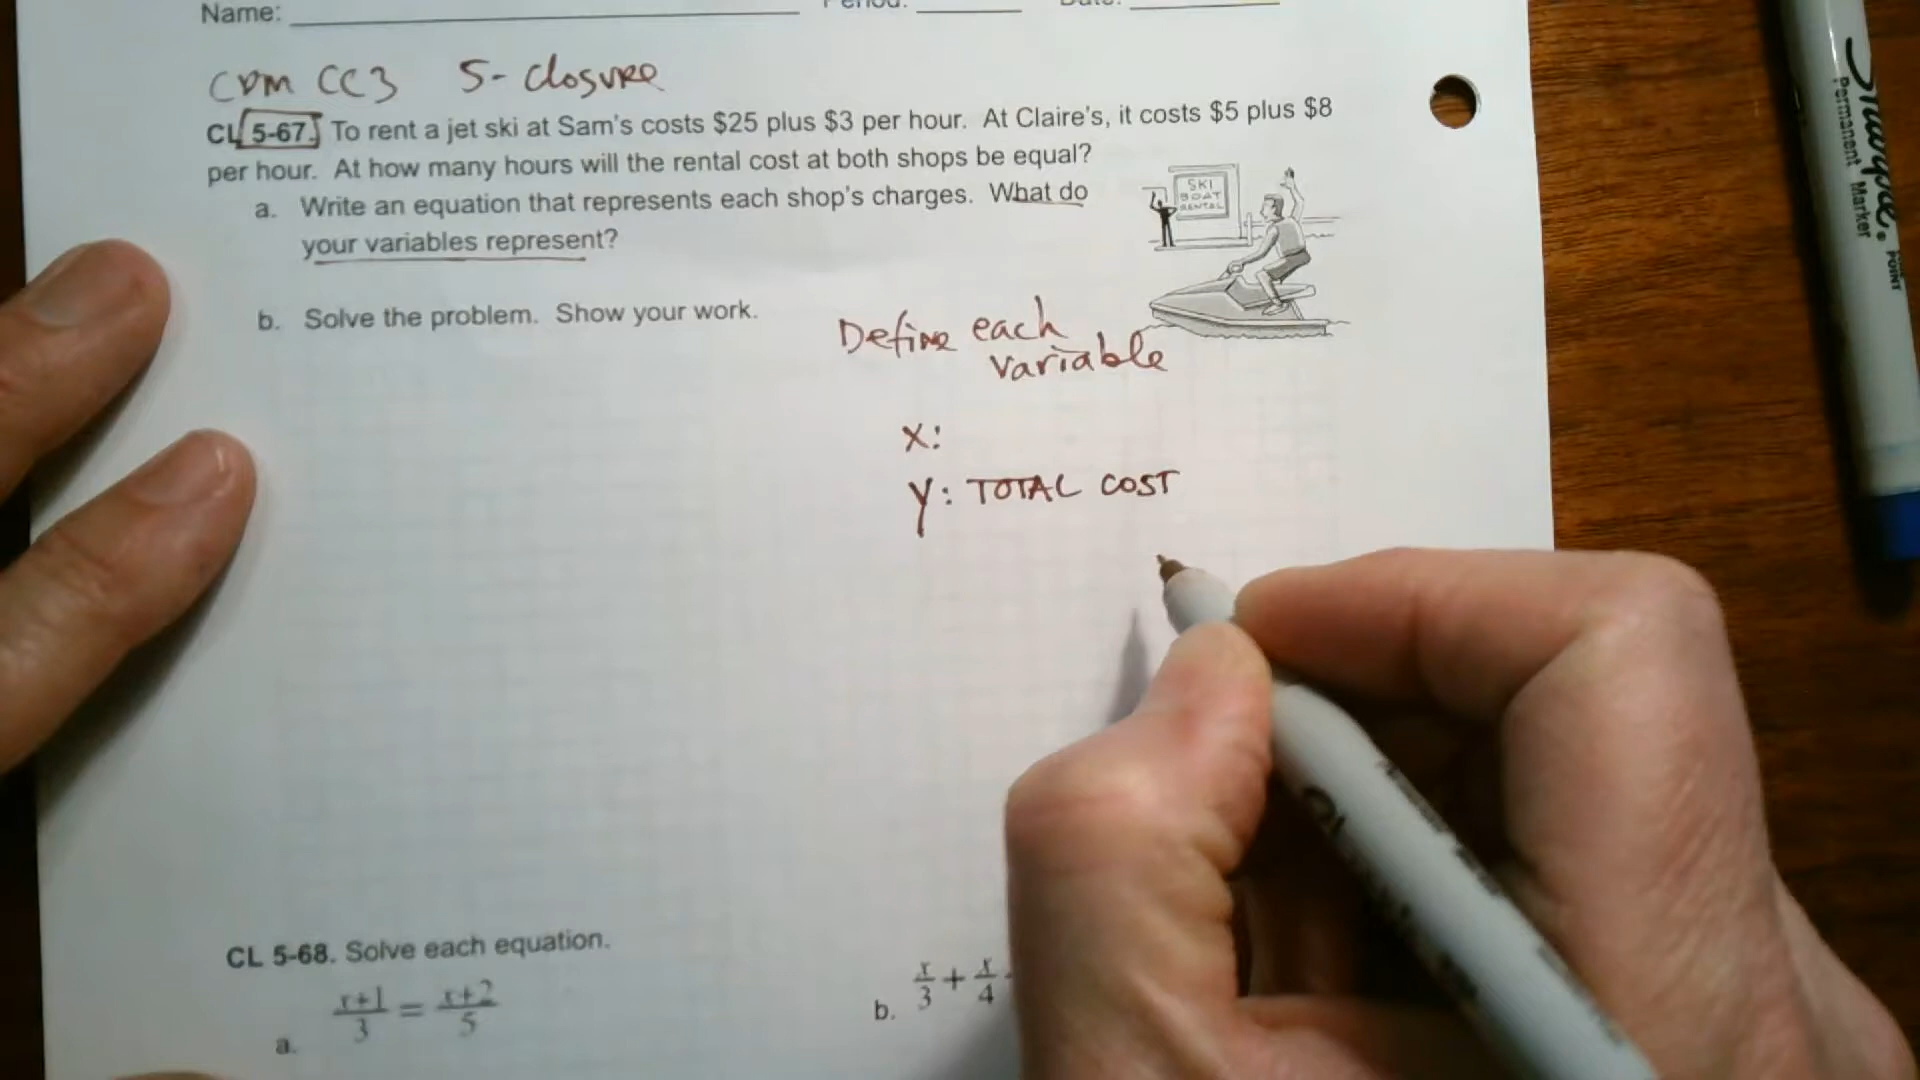 Name:
CPM CC3 5- closure
CL 5-67. To rent a jet ski at Sam's costs $25 plus $3 per hour. At Claire's, it costs $5 plus $8
per hour. At how many hours will the rental cost at both shops be equal?
a. Write an equation that represents each shop's charges. What do
your variables represent?
SKI
BOAT
RENTAL
b. Solve the problem. Show your work.
Define each
variable
x:
y: TOTAL COST
CL 5-68. Solve each equation.
a. x+1/3 = x+2/5
b. x/3 + x/4
Sharpie.
Permanent Marker